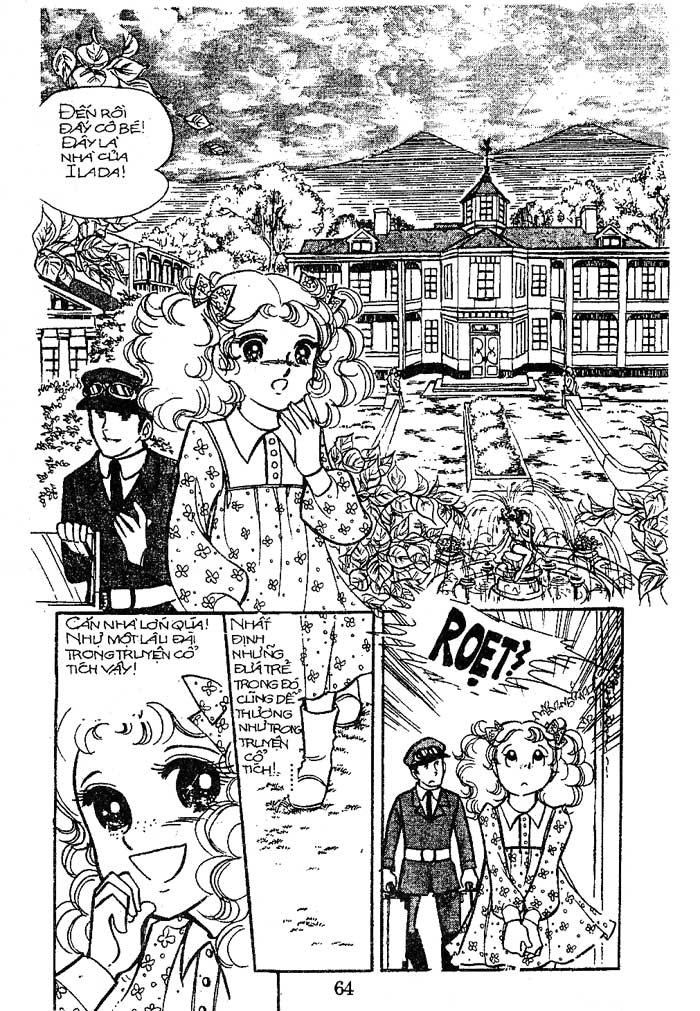 ĐẾN RỒI
ĐẤY CÔ BÉ!
ĐÂY LÀ
NHÀ CỦA
ILADA!
CĂN NHÀ LỚN QUÁ!
NHƯ MỘT LÂU ĐÀI
TRONG TRUYỆN CỔ
TÍCH VẬY!
NHẤT
ĐỊNH
NHỮNG
ĐỨA TRẺ
TRONG ĐÓ
CŨNG DỄ
THƯƠNG
NHƯ TRONG
TRUYỆN
CỔ
TÍCH!
ROẸT!
64